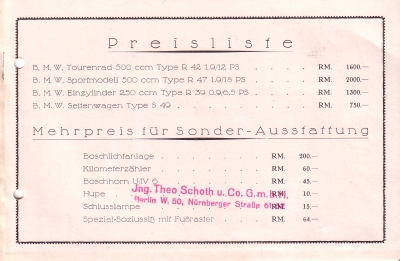 Preisliste
B. M. W. Tourenrad 500 ccm Type R 42 1.9/12 PS . . . . RM. 1600.—
B. M. W. Sportmodell 500 ccm Type R 47 1.9/18 PS . . . . RM. 2000.—
B. M. W. Einzylinder 250 ccm Type R 39 0.9/6.5 PS . . . . RM. 1300.—
B. M. W. Seitenwagen Type S 49 . . . . . . . RM. 750.—
Mehrpreis für Sonder-Ausstattung
Boschlichtanlage . . . . . . RM. 200.—
Kilometerzähler . . . . . . RM. 60.—
Boschhorn U-IV 6 . . . . . . RM. 45.—
Hupe . . . . . . RM. 10.—
Schlusslampe . . . . . . RM. 15.—
Spezial-Soziussitz mit Fußraster . . . RM. 64.—
Jng. Theo Schoth u. Co. G.m.b.H.
Berlin W. 50, Nürnberger Straße